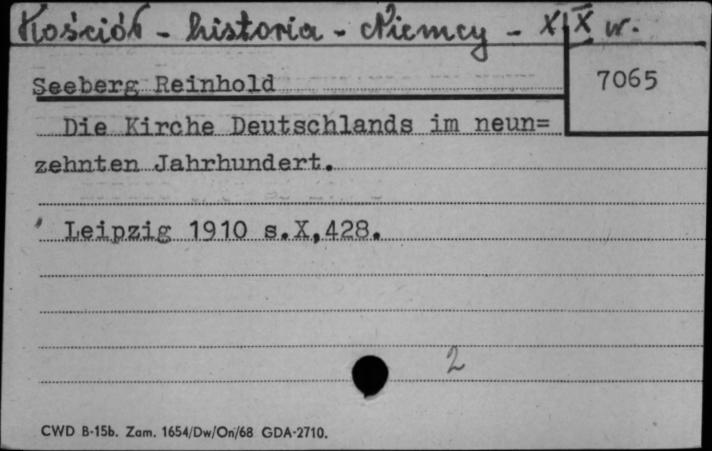 Kościół - historia - Niemcy - XIX w.
Seeberg Reinhold
7065
Die Kirche Deutschlands im neun=
zehnten Jahrhundert.
Leipzig 1910 s.X,428.
2
CWD B-15b. Zam. 1654/Dw/On/68 GDA-2710.